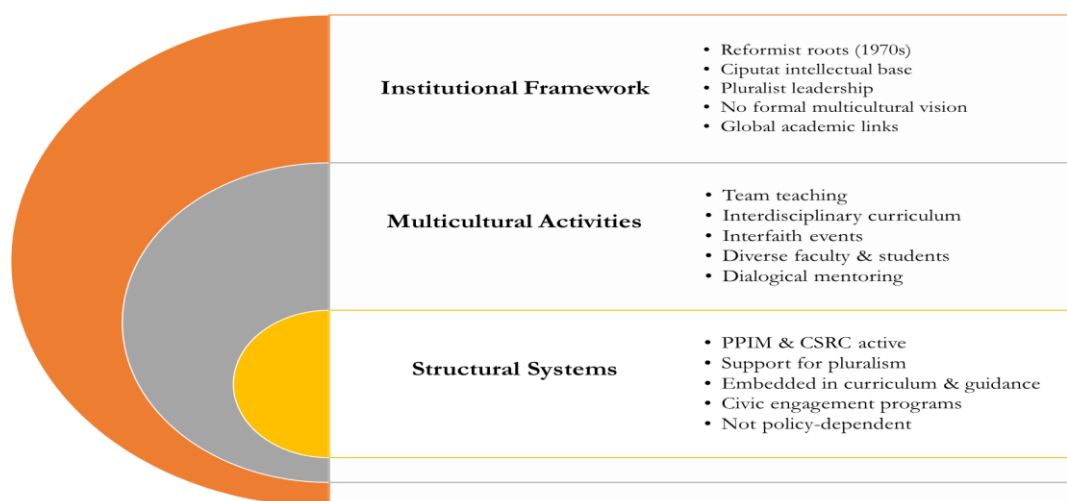 Institutional Framework
• Reformist roots (1970s)
• Ciputat intellectual base
• Pluralist leadership
• No formal multicultural vision
• Global academic links
Multicultural Activities
• Team teaching
• Interdisciplinary curriculum
• Interfaith events
• Diverse faculty & students
• Dialogical mentoring
Structural Systems
• PPIM & CSRC active
• Support for pluralism
• Embedded in curriculum & guidance
• Civic engagement programs
• Not policy-dependent